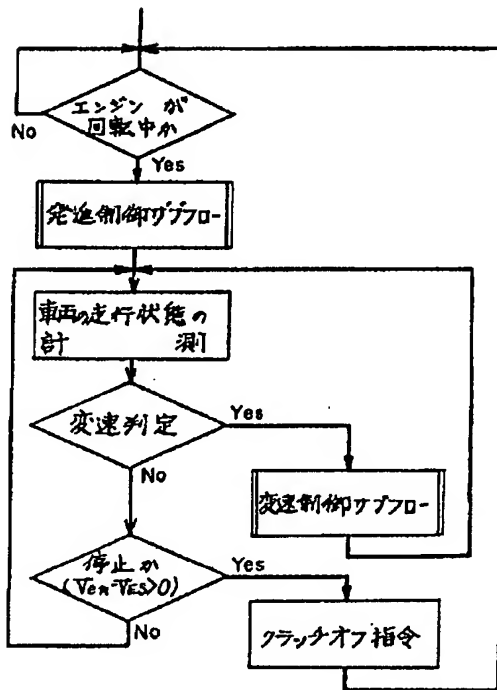 エンジンが
回転中か
No
Yes
発進制御サブフロー
車両の走行状態の
計 測
変速判定
Yes
No
変速制御サブフロー
停止か
(Ven-VES>0)
Yes
No
クラッチオフ指令